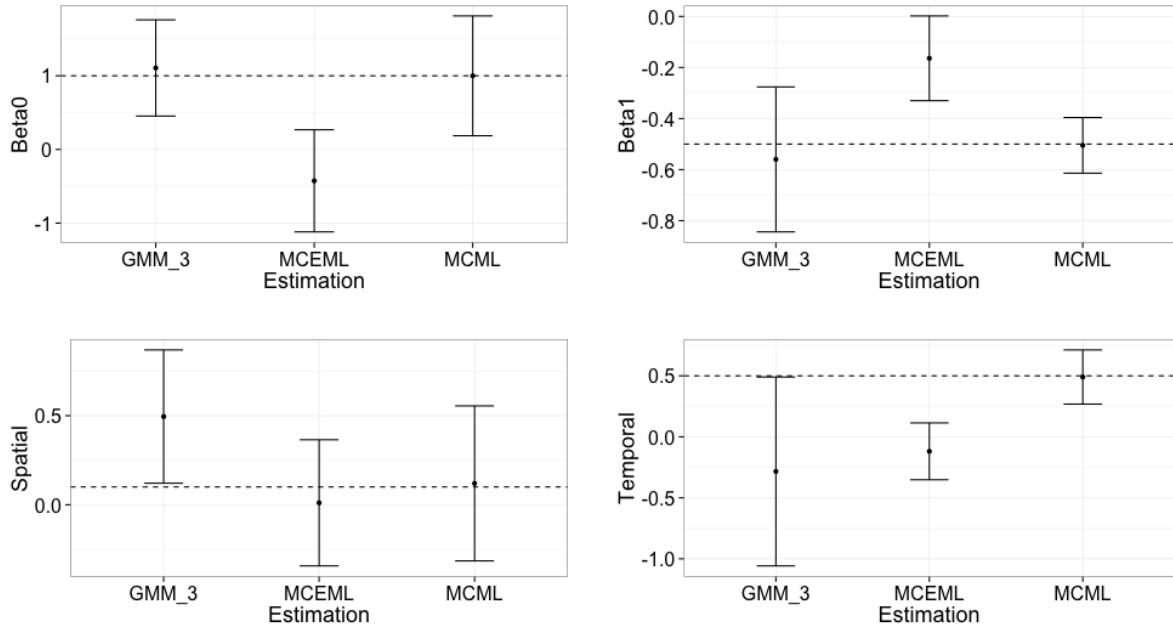 Beta0
1
0
-1
GMM_3 MCEML MCML
Estimation
Beta1
0.0
-0.2
-0.4
-0.6
-0.8
GMM_3 MCEML MCML
Estimation
Spatial
0.5
0.0
GMM_3 MCEML MCML
Estimation
Temporal
0.5
0.0
-0.5
-1.0
GMM_3 MCEML MCML
Estimation